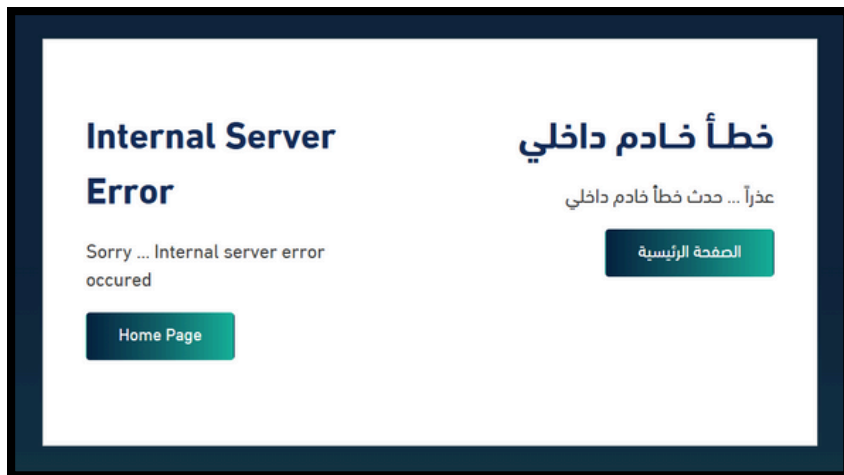 Internal Server
Error
Sorry ... Internal server error
occured
Home Page
خطأ خادم داخلي
عذراً ... حدث خطأ خادم داخلي
الصفحة الرئيسية